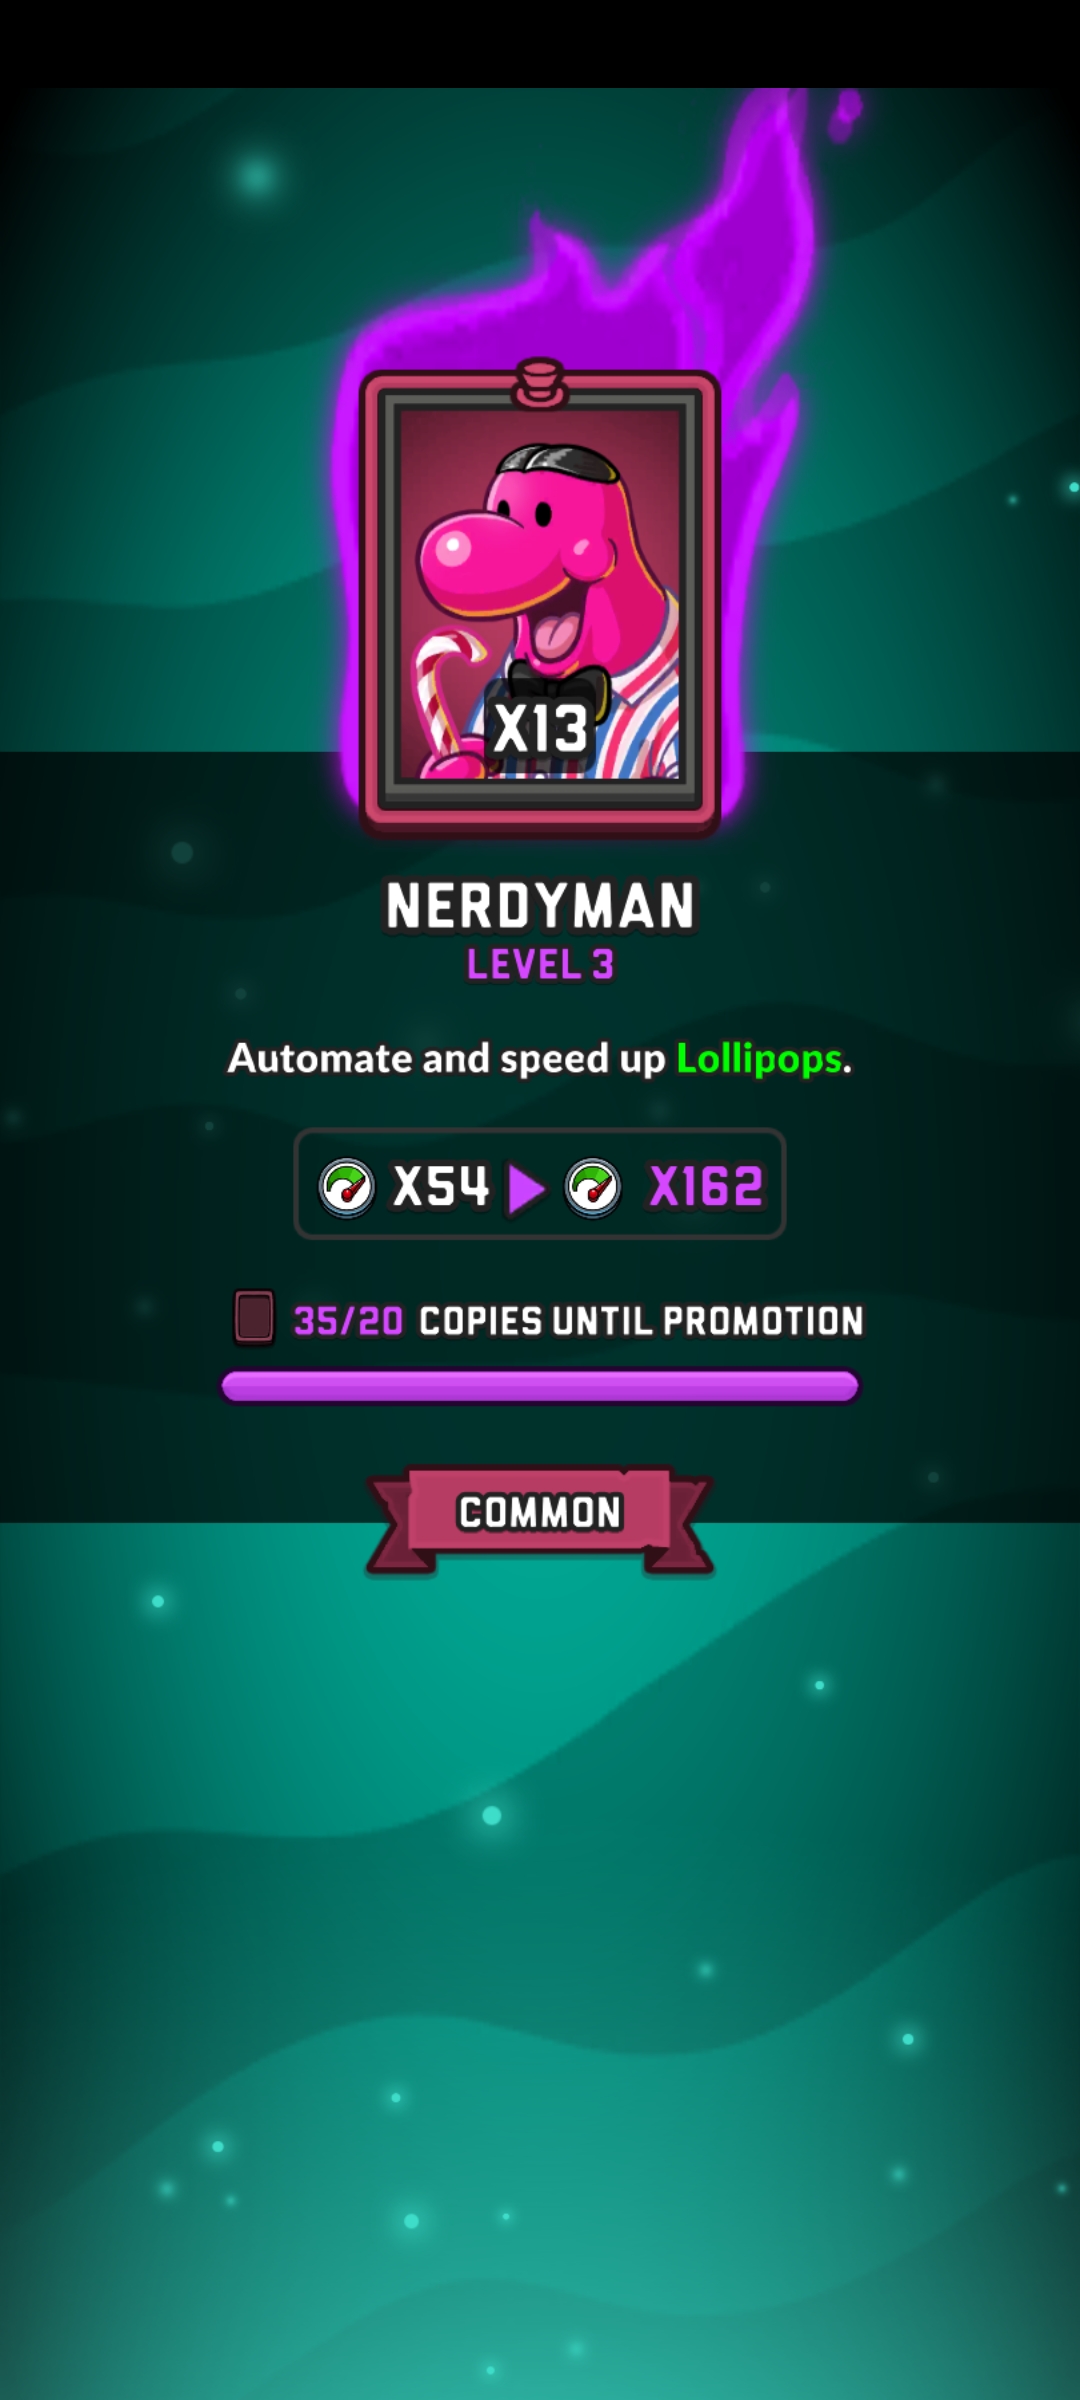 X13
NERDYMAN
LEVEL 3
Automate and speed up Lollipops.
X54 X162
35/20 COPIES UNTIL PROMOTION
COMMON